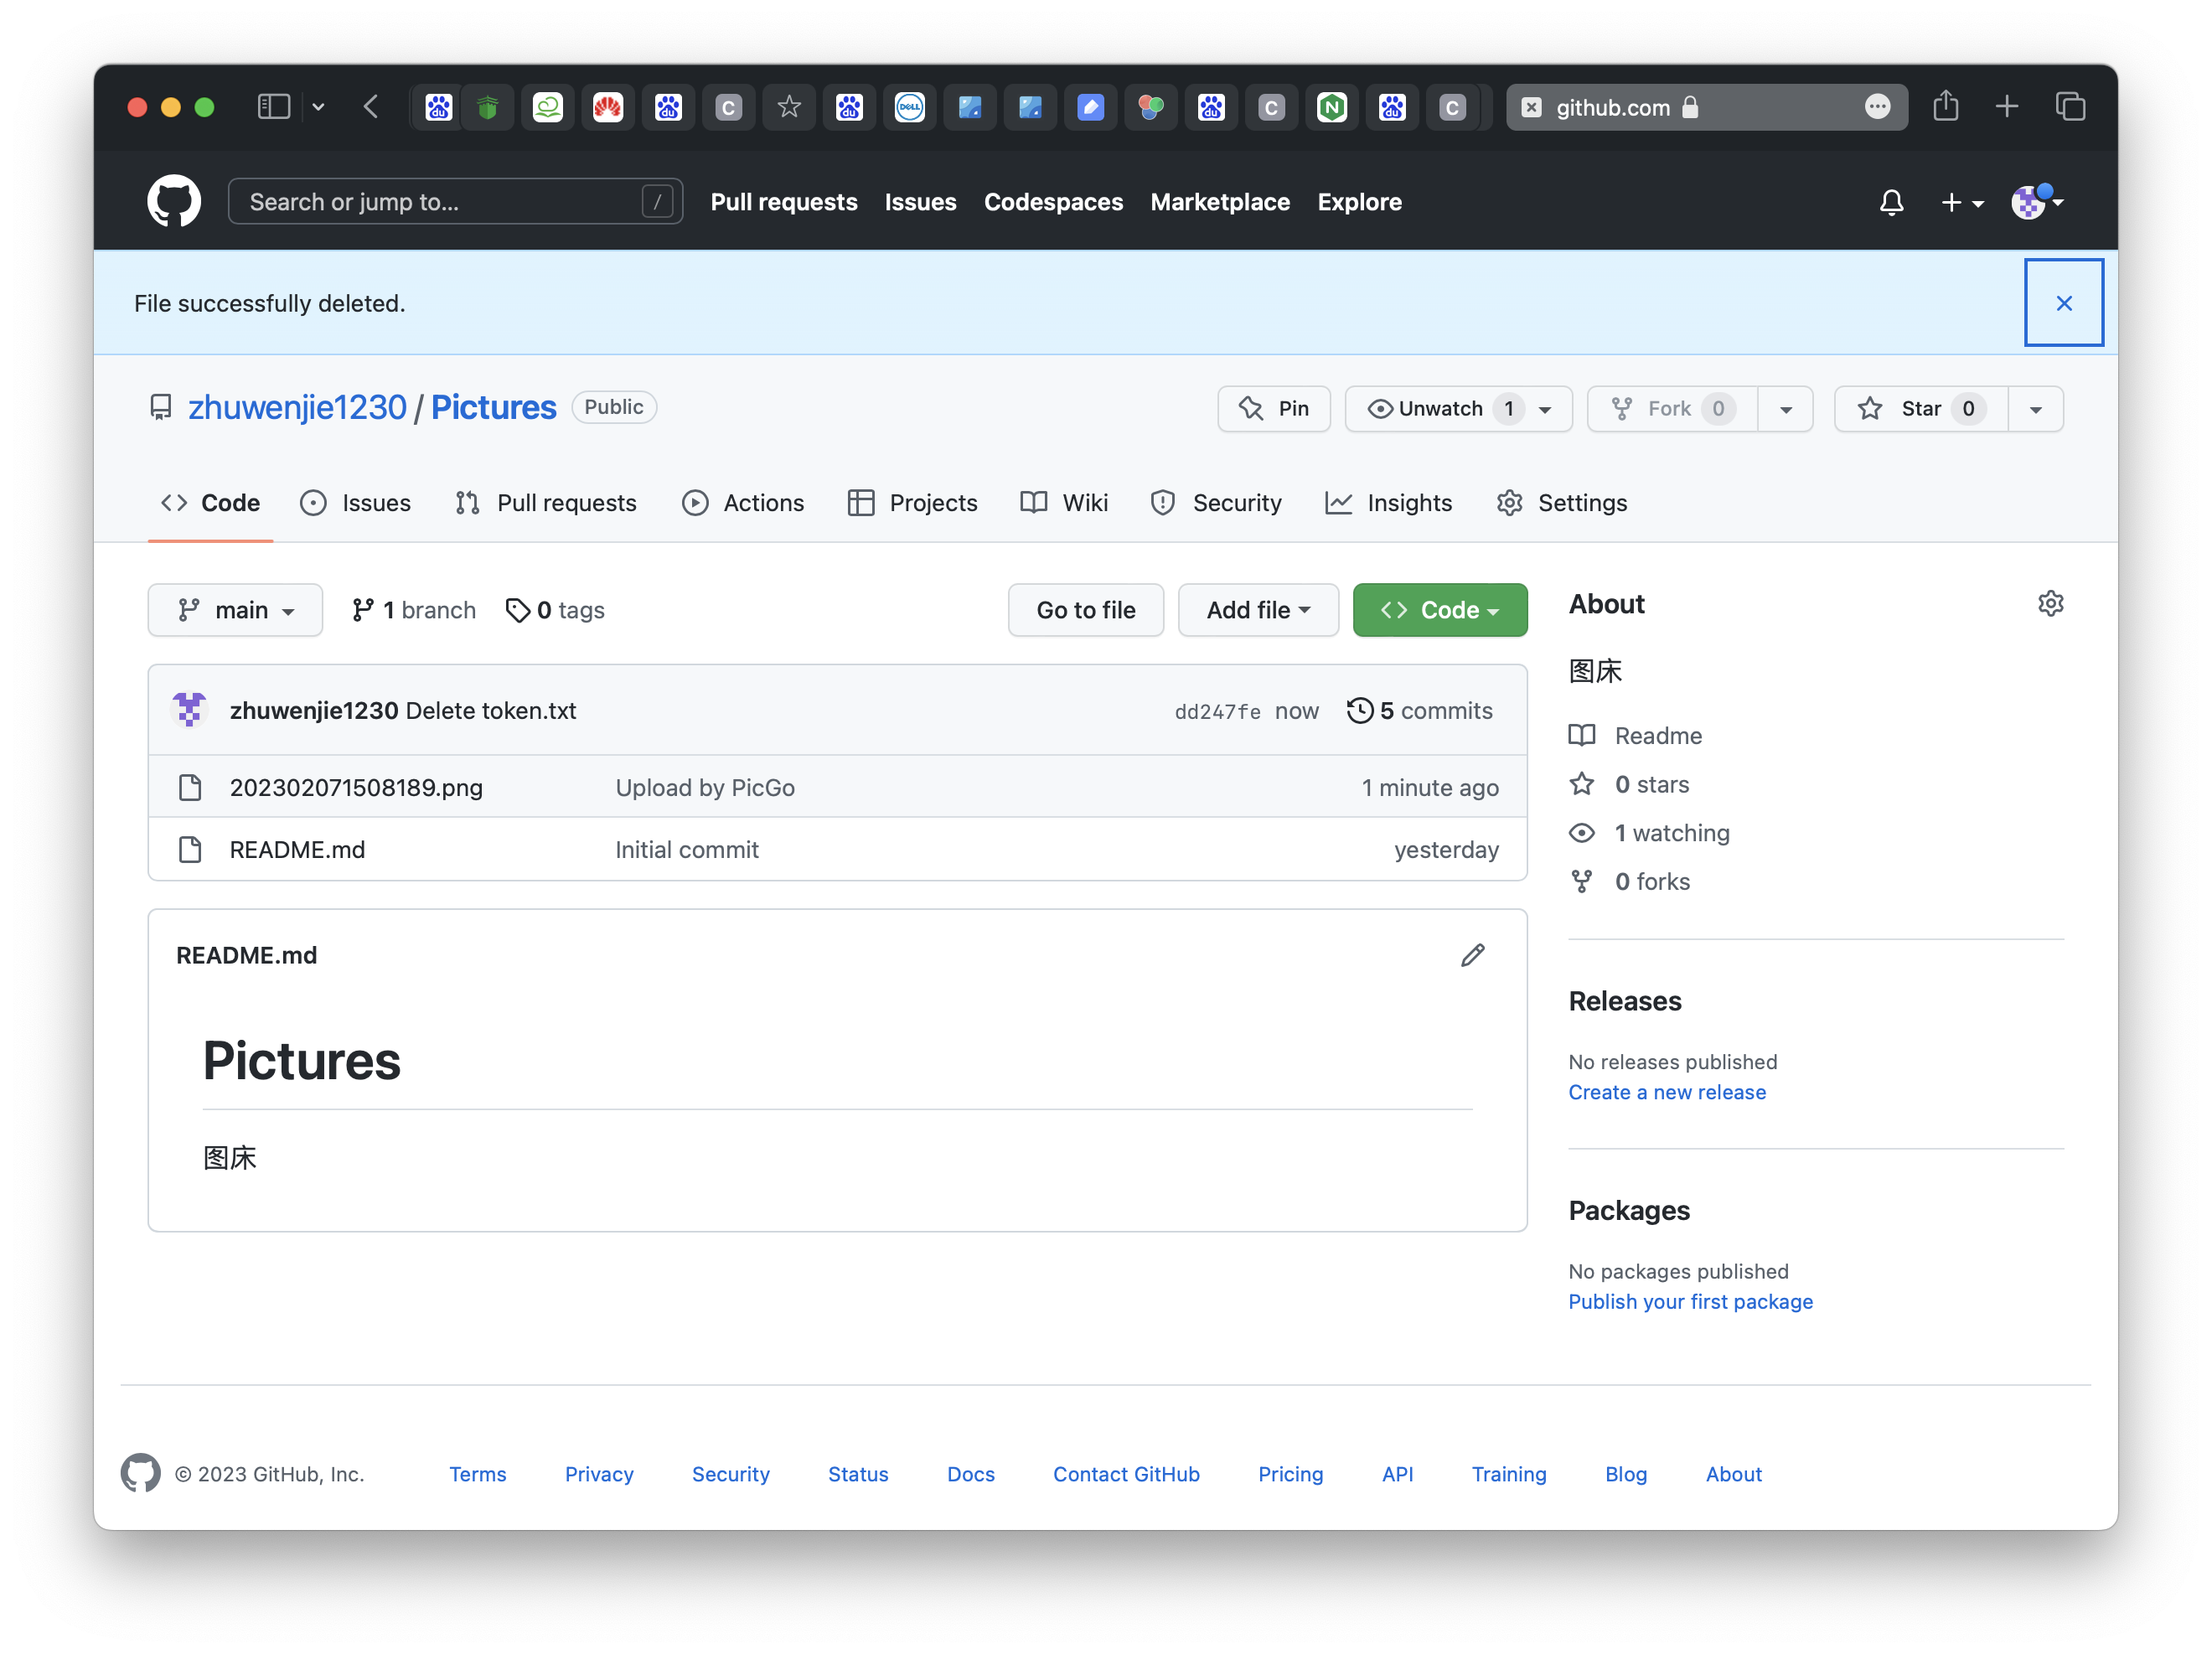 github.com
Search or jump to... /
Pull requests Issues Codespaces Marketplace Explore
File successfully deleted.
zhuwenjie1230 / Pictures Public
Pin Unwatch 1 Fork 0 Star 0
Code Issues Pull requests Actions Projects Wiki Security Insights Settings
main 1 branch 0 tags Go to file Add file Code
zhuwenjie1230 Delete token.txt dd247fe now 5 commits
202302071508189.png Upload by PicGo 1 minute ago
README.md Initial commit yesterday
README.md
Pictures
图床
About
图床
Readme
0 stars
1 watching
0 forks
Releases
No releases published
Create a new release
Packages
No packages published
Publish your first package
© 2023 GitHub, Inc. Terms Privacy Security Status Docs Contact GitHub Pricing API Training Blog About